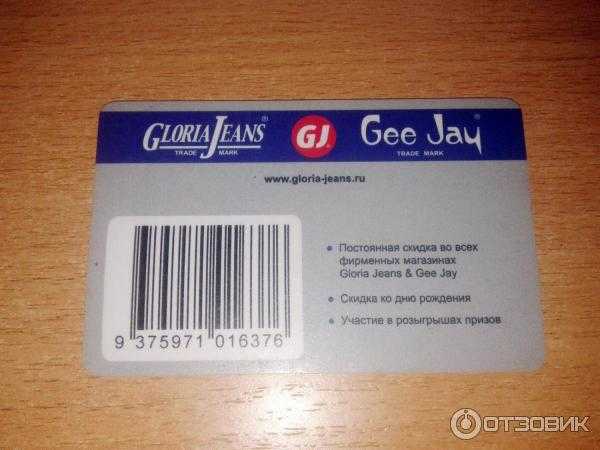 GLORIA JEANS ® GJ ® Gee Jay ®
TRADE MARK TRADE MARK
www.gloria-jeans.ru
• Постоянная скидка во всех
фирменных магазинах
Gloria Jeans & Gee Jay
• Скидка ко дню рождения
• Участие в розыгрышах призов
9 375971 016376
ОТЗОВИК